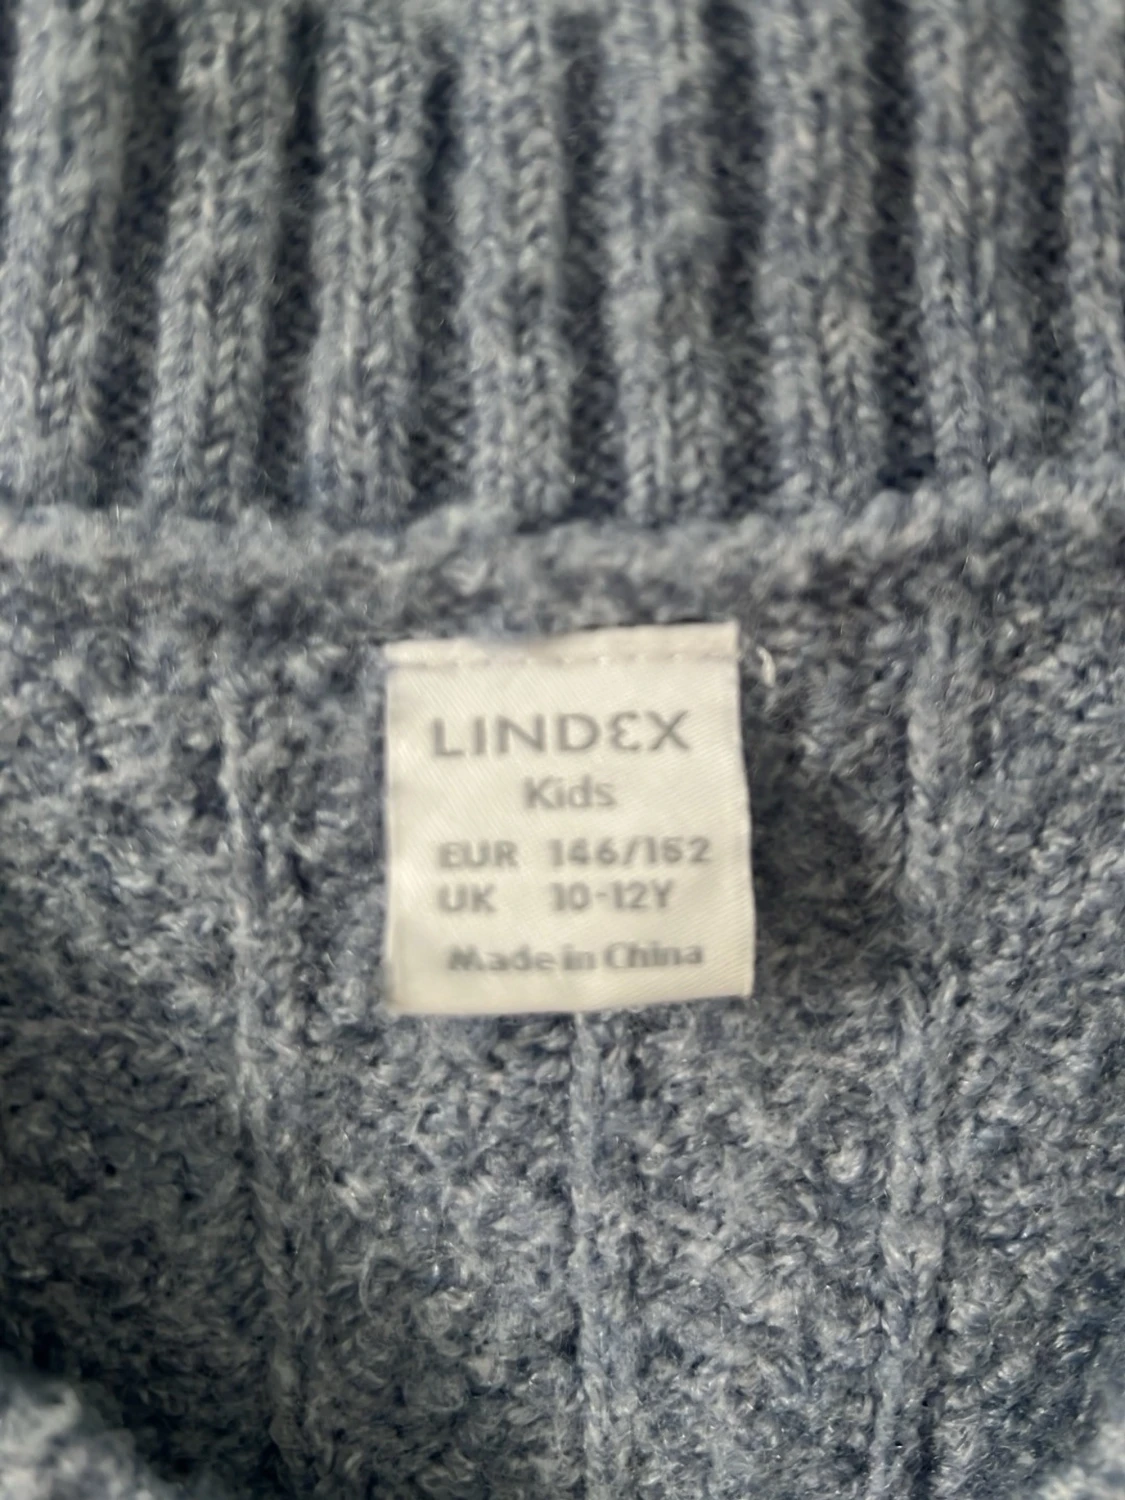 LINDEX
Kids
EUR 146/152
UK 10-12Y
Made in China